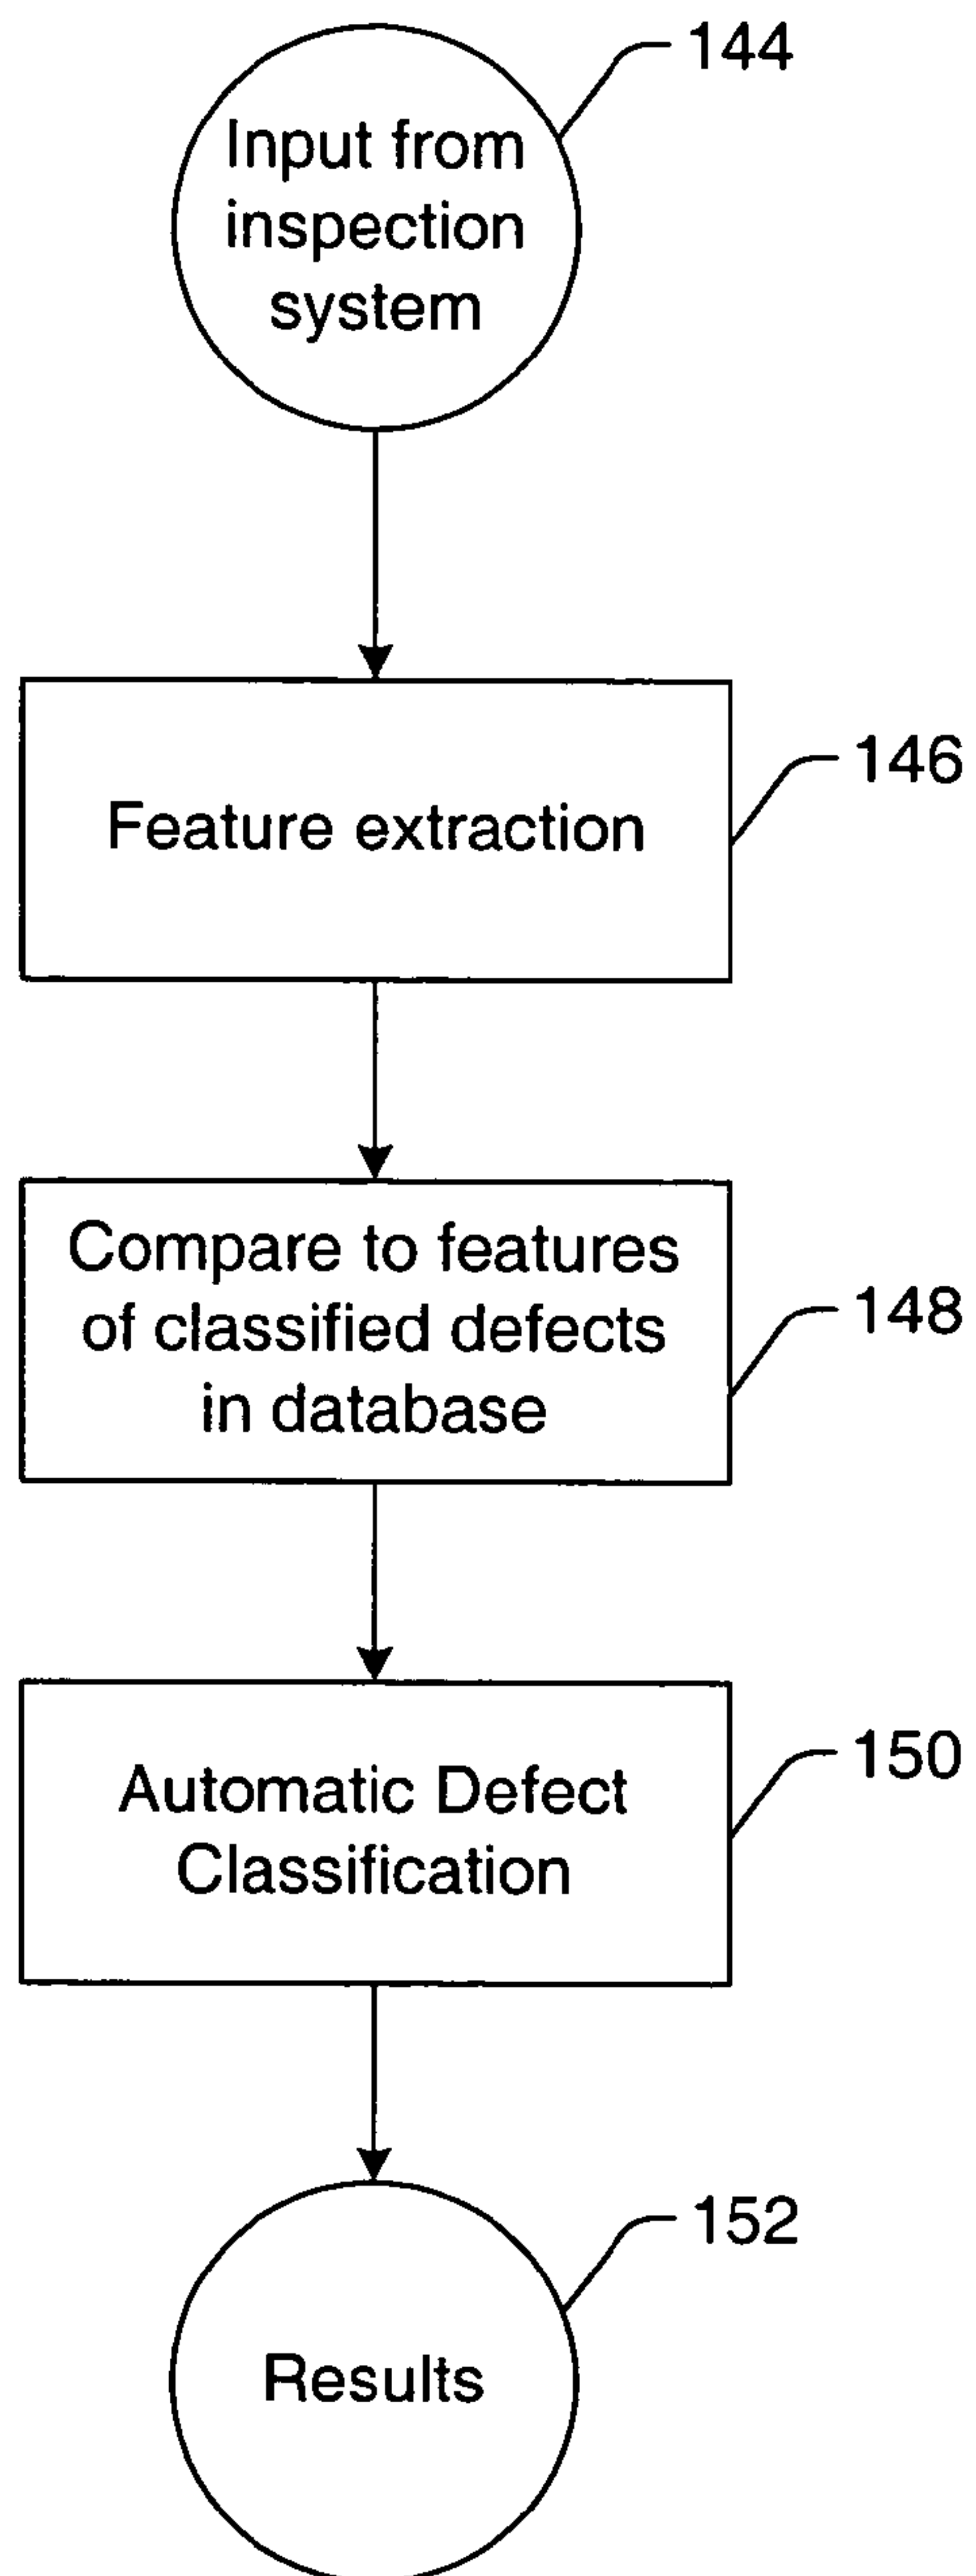 144
Input from
inspection
system
146
Feature extraction
148
Compare to features
of classified defects
in database
150
Automatic Defect
Classification
152
Results